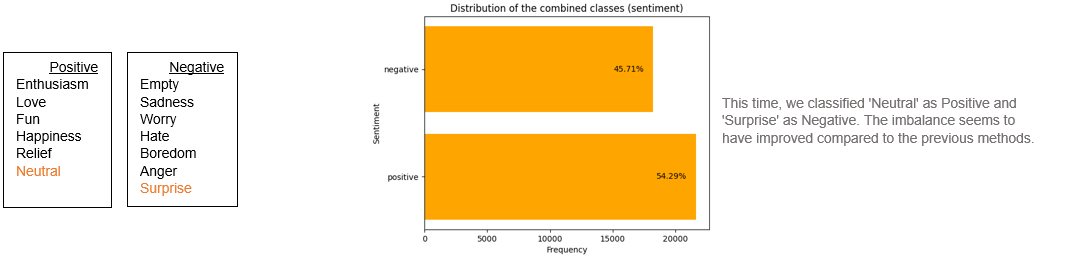 Positive
Enthusiasm
Love
Fun
Happiness
Relief
Neutral
Negative
Empty
Sadness
Worry
Hate
Boredom
Anger
Surprise
Distribution of the combined classes (sentiment)
Sentiment
negative
45.71%
positive
54.29%
0 5000 10000 15000 20000
Frequency
This time, we classified 'Neutral' as Positive and
'Surprise' as Negative. The imbalance seems to
have improved compared to the previous methods.